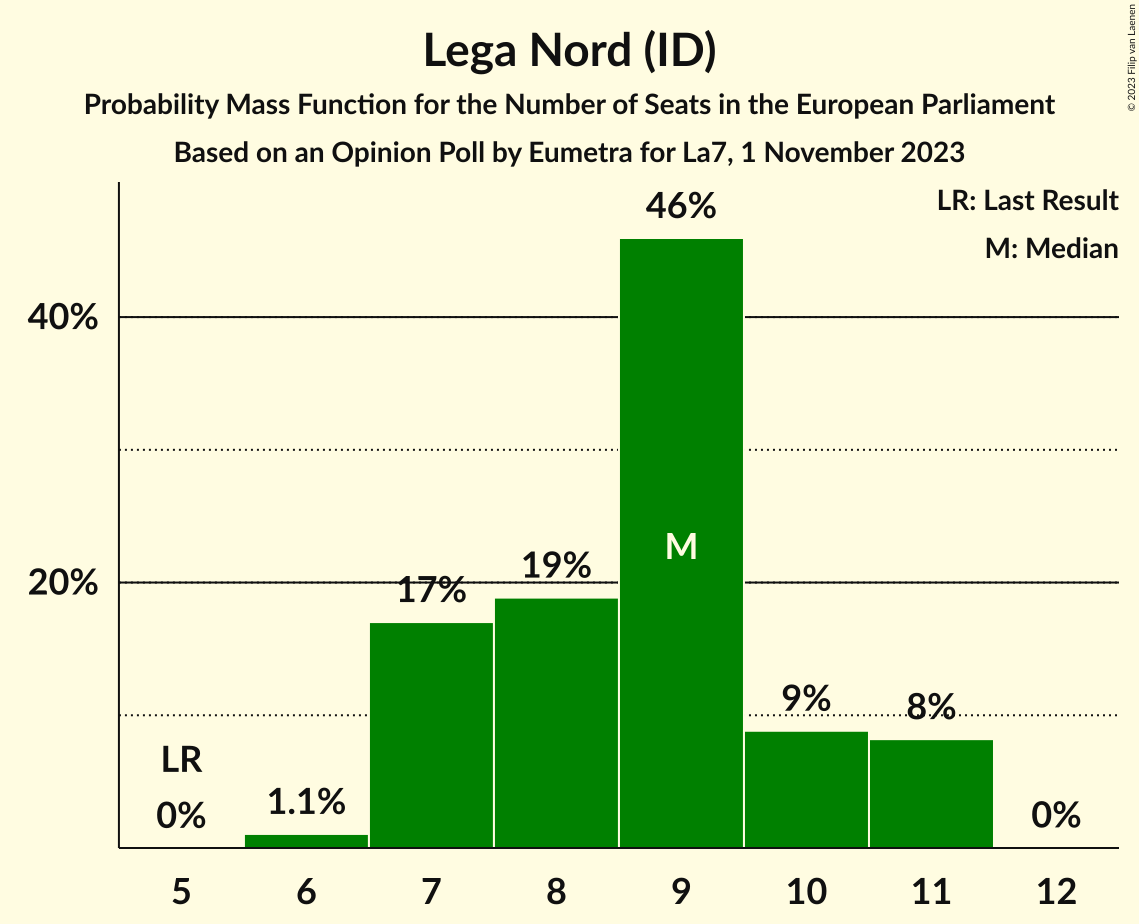 Lega Nord (ID)
Probability Mass Function for the Number of Seats in the European Parliament
Based on an Opinion Poll by Eumetra for La7, 1 November 2023
© 2023 Filip van Laenen
LR: Last Result
M: Median
46%
40%
M
19%
17%
20%
9%
8%
LR
1.1%
0%
0%
5 6 7 8 9 10 11 12